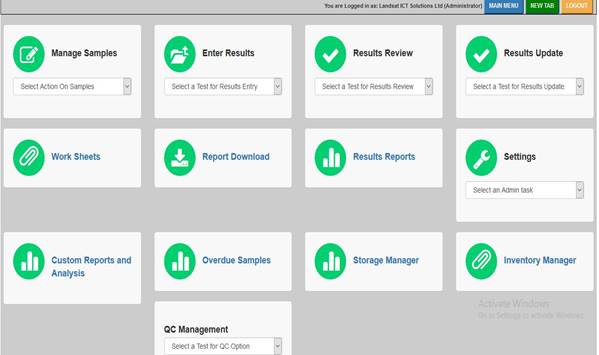 You are Logged in as: Landsat ICT Solutions Ltd (Administrator) MAIN MENU NEW TAB LOGOUT
Manage Samples
Select Action On Samples
Enter Results
Select a Test for Results Entry
Results Review
Select a Test for Results Review
Results Update
Select a Test for Results Update
Work Sheets
Report Download
Results Reports
Settings
Select an Admin task
Custom Reports and
Analysis
Overdue Samples
Storage Manager
Inventory Manager
QC Management
Select a Test for QC Option
Activate Windows
Go to Settings to activate Windows.